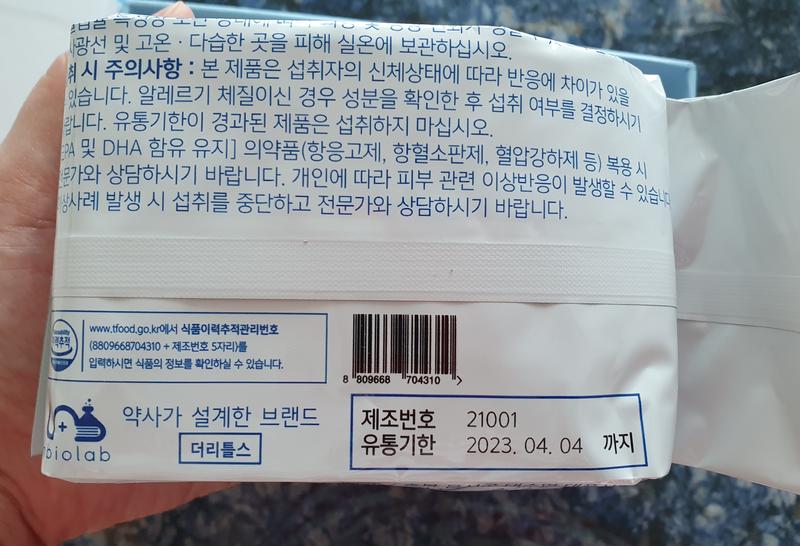 광선 및 고온 · 다습한 곳을 피해 실온에 보관하십시오.
취 시 주의사항 : 본 제품은 섭취자의 신체상태에 따라 반응에 차이가 있을
있습니다. 알레르기 체질이신 경우 성분을 확인한 후 섭취 여부를 결정하시기
랍니다. 유통기한이 경과된 제품은 섭취하지 마십시오.
EPA 및 DHA 함유 유지] 의약품(항응고제, 항혈소판제, 혈압강하제 등) 복용 시
문가와 상담하시기 바랍니다. 개인에 따라 피부 관련 이상반응이 발생할 수 있습니
상사례 발생 시 섭취를 중단하고 전문가와 상담하시기 바랍니다.
www.tfood.go.kr에서 식품이력추적관리번호
(8809668704310 + 제조번호 5자리)를
입력하시면 식품의 정보를 확인하실 수 있습니다.
이력추적
8 809668 704310
약사가 설계한 브랜드
더리틀스
biolab
제조번호 21001
유통기한 2023. 04. 04 까지